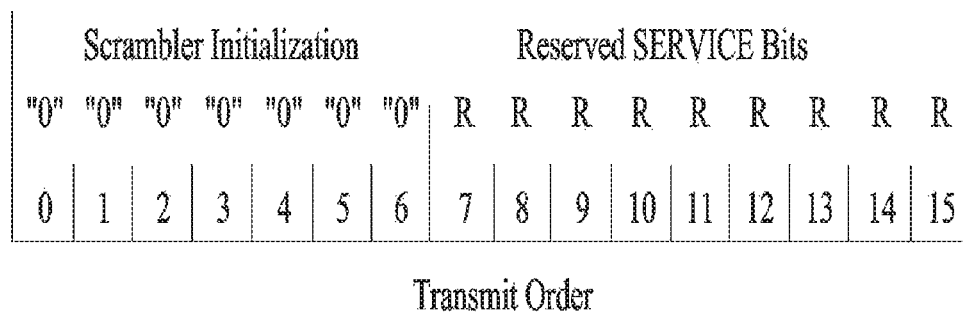 Scrambler Initialization Reserved SERVICE Bits
"0" "0" "0" "0" "0" "0" "0" R R R R R R R R R
0 1 2 3 4 5 6 7 8 9 10 11 12 13 14 15
Transmit Order